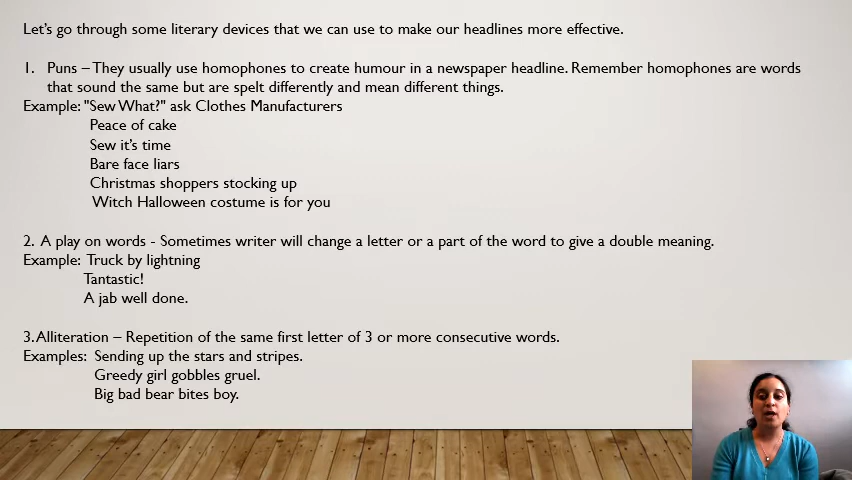 Let's go through some literary devices that we can use to make our headlines more effective.
1. Puns – They usually use homophones to create humour in a newspaper headline. Remember homophones are words
that sound the same but are spelt differently and mean different things.
Example: "Sew What?" ask Clothes Manufacturers
Peace of cake
Sew it's time
Bare face liars
Christmas shoppers stocking up
Witch Halloween costume is for you
2. A play on words - Sometimes writer will change a letter or a part of the word to give a double meaning.
Example: Truck by lightning
Tantastic!
A jab well done.
3. Alliteration – Repetition of the same first letter of 3 or more consecutive words.
Examples: Sending up the stars and stripes.
Greedy girl gobbles gruel.
Big bad bear bites boy.